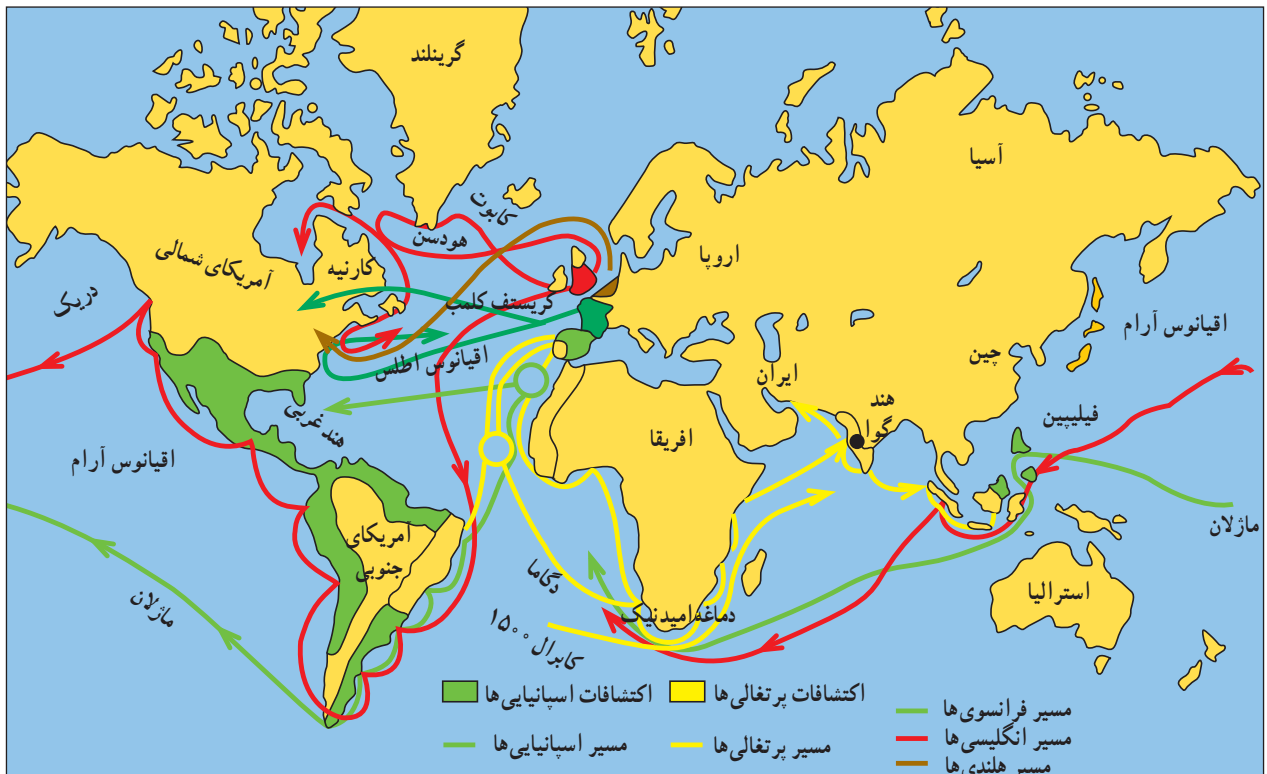 گرینلند
آسیا
کابوت
هودسن
کارتیه
آمریکای شمالی
اروپا
دریک
کریستف کلمب
اقیانوس آرام
اقیانوس اطلس
چین
ایران
هند
گوا
فیلیپین
هند غربی
افریقا
اقیانوس آرام
ماژلان
آمریکای
جنوبی
دگاما
استرالیا
ماژلان
دماغه امیدنیک
کابرال ۱۵۰۰
اکتشافات پرتغالی‌ها
اکتشافات اسپانیایی‌ها
مسیر فرانسوی‌ها
مسیر انگلیسی‌ها
مسیر هلندی‌ها
مسیر پرتغالی‌ها
مسیر اسپانیایی‌ها